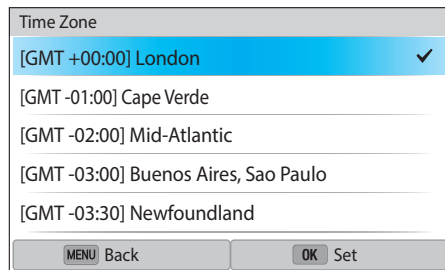 Time Zone
[GMT +00:00] London
[GMT -01:00] Cape Verde
[GMT -02:00] Mid-Atlantic
[GMT -03:00] Buenos Aires, Sao Paulo
[GMT -03:30] Newfoundland
MENU Back OK Set